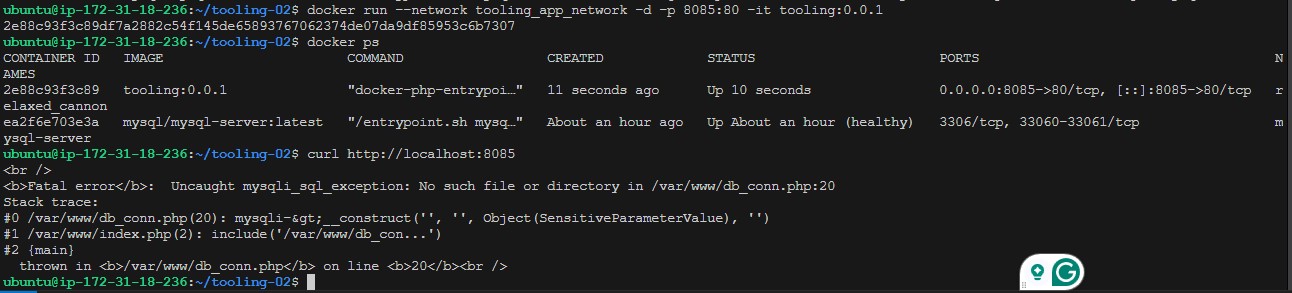 ubuntu@ip-172-31-18-236:~/tooling-02$ docker run --network tooling_app_network -d -p 8085:80 -it tooling:0.0.1
2e88c93f3c89df7a2882c54f145de65893767062374de07da9df85953c6b7307
ubuntu@ip-172-31-18-236:~/tooling-02$ docker ps
CONTAINER ID   IMAGE                       COMMAND                  CREATED             STATUS                       PORTS                                     N
AMES
2e88c93f3c89   tooling:0.0.1               "docker-php-entrypoi…"   11 seconds ago      Up 10 seconds                0.0.0.0:8085->80/tcp, [::]:8085->80/tcp   r
elaxed_cannon
ea2f6e703e3a   mysql/mysql-server:latest   "/entrypoint.sh mysq…"   About an hour ago   Up About an hour (healthy)   3306/tcp, 33060-33061/tcp                 m
ysql-server
ubuntu@ip-172-31-18-236:~/tooling-02$ curl http://localhost:8085
<br />
<b>Fatal error</b>:  Uncaught mysqli_sql_exception: No such file or directory in /var/www/db_conn.php:20
Stack trace:
#0 /var/www/db_conn.php(20): mysqli-&gt;__construct('', '', Object(SensitiveParameterValue), '')
#1 /var/www/index.php(2): include('/var/www/db_con...')
#2 {main}
  thrown in <b>/var/www/db_conn.php</b> on line <b>20</b><br />
ubuntu@ip-172-31-18-236:~/tooling-02$